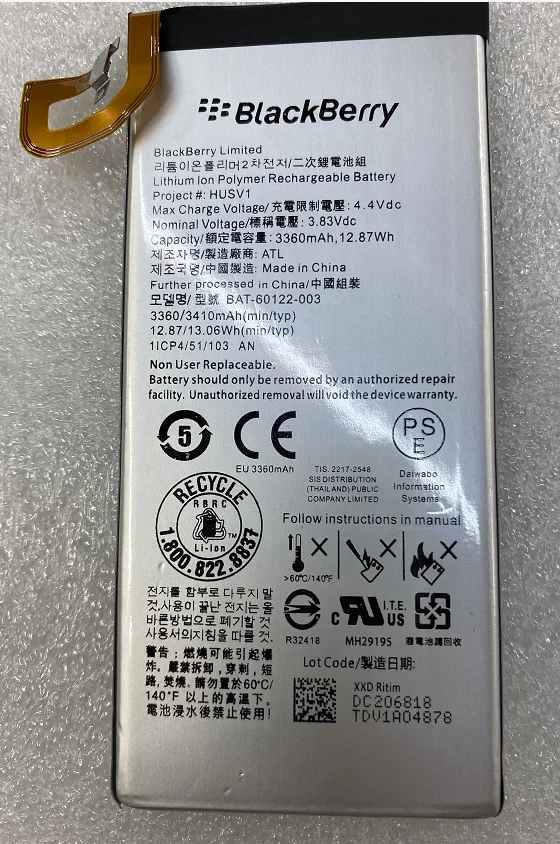 BlackBerry
BlackBerry Limited
리튬이온폴리머2차전지/二次鋰電池組
Lithium Ion Polymer Rechargeable Battery
Project #: HUSV1
Max Charge Voltage/充電限制電壓: 4.4Vdc
Nominal Voltage/標稱電壓: 3.83Vdc
Capacity/額定電容量: 3360mAh, 12.87Wh
제조자명/製造廠商: ATL
제조국명/中國製造: Made in China
Further processed in China/中國組裝
모델명/ 型號 BAT-60122-003
3360/3410mAh(min/typ)
12.87/13.06Wh(min/typ)
1ICP4/51/103 AN
Non User Replaceable.
Battery should only be removed by an authorized repair
facility. Unauthorized removal will void the device warranty.
5
CE
EU 3360mAh
TIS. 2217-2548
SIS DISTRIBUTION
(THAILAND) PUBLIC
COMPANY LIMITED
PS
E
Daiwabo
Information
Systems
RECYCLE
RBRC
Li-Ion
TM
1.800.822.8837
Follow instructions in manual
>60°C/140°F
R32418
c RU US
I.T.E.
MH29195
廢電池請回收
전지를 함부로 다루지 말
것,사용이 끝난 전지는 올
바른방법으로 폐기할 것
사용서의지침을 따를 것.
警告: 燃燒可能引起爆
炸。嚴禁拆卸,穿刺,短
路,焚燒。請勿置於60°C/
140°F 以上的高溫下。
電池浸水後禁止使用!
Lot Code/製造日期:
XXD Ritim
DC206818
TDV1A04878